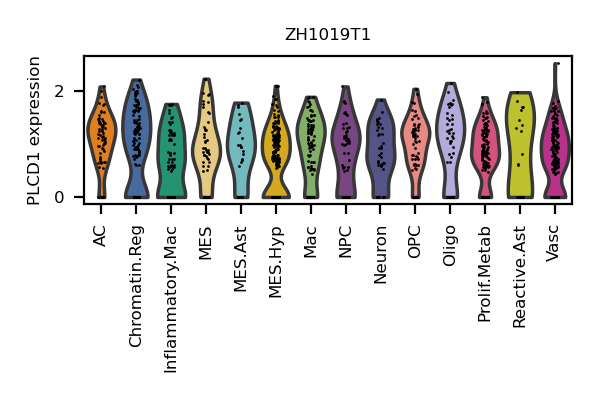 ZH1019T1
PLCD1 expression
2
0
AC
Chromatin.Reg
Inflammatory.Mac
MES
MES.Ast
MES.Hyp
Mac
NPC
Neuron
OPC
Oligo
Prolif.Metab
Reactive.Ast
Vasc